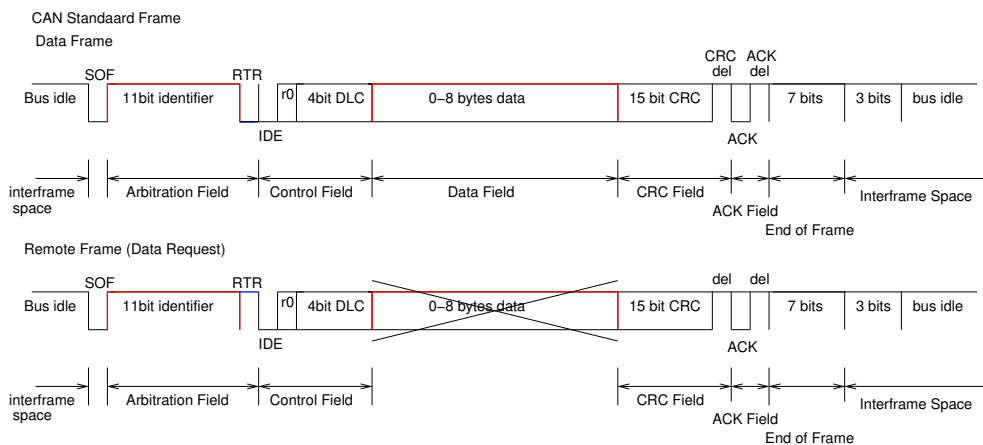 CAN Standaard Frame
Data Frame
CRC ACK
SOF RTR del del
Bus idle 11bit identifier r0 4bit DLC 0–8 bytes data 15 bit CRC 7 bits 3 bits bus idle
IDE ACK
interframe space Arbitration Field Control Field Data Field CRC Field Interframe Space
ACK Field
End of Frame
Remote Frame (Data Request)
SOF RTR del del
Bus idle 11bit identifier r0 4bit DLC 0–8 bytes data 15 bit CRC 7 bits 3 bits bus idle
IDE ACK
interframe space Arbitration Field Control Field CRC Field Interframe Space
ACK Field
End of Frame